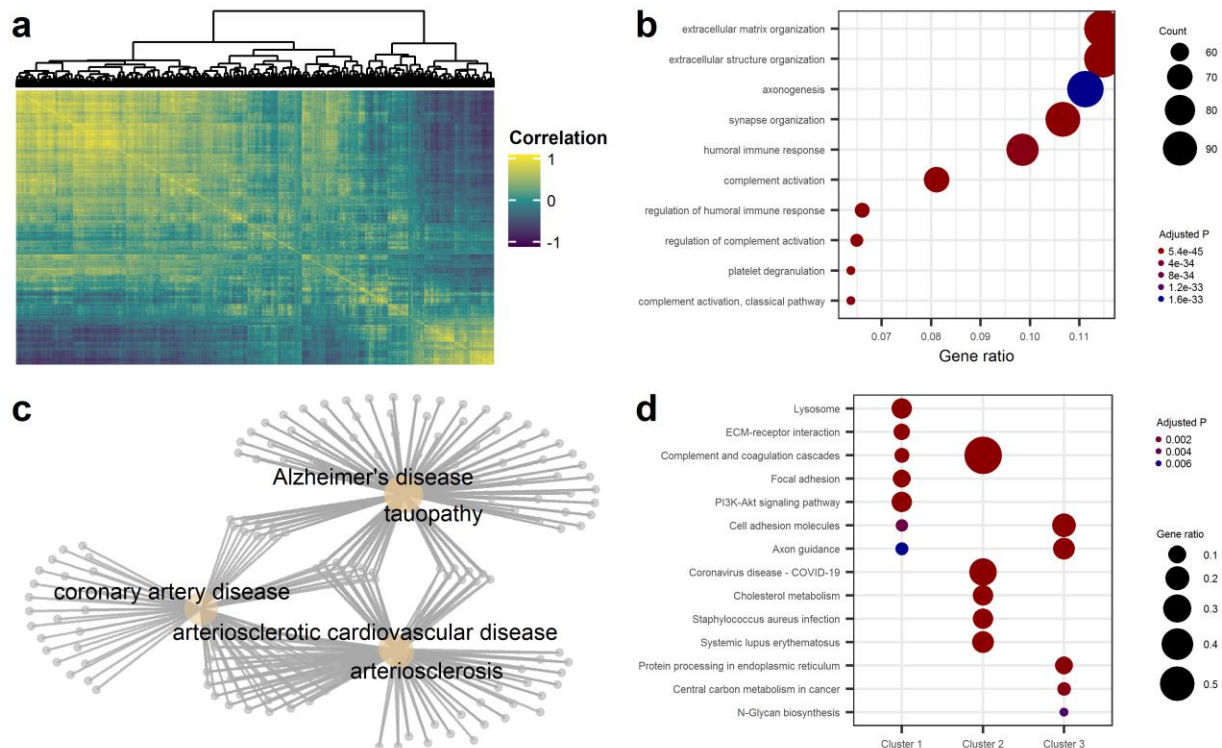 a
Correlation
1
0
-1
b
extracellular matrix organization
extracellular structure organization
axonogenesis
synapse organization
humoral immune response
complement activation
regulation of humoral immune response
regulation of complement activation
platelet degranulation
complement activation, classical pathway
0.07 0.08 0.09 0.10 0.11
Gene ratio
Count
60
70
80
90
Adjusted P
5.4e-45
4e-34
8e-34
1.2e-33
1.6e-33
c
Alzheimer's disease
tauopathy
coronary artery disease
arteriosclerotic cardiovascular disease
arteriosclerosis
d
Lysosome
ECM-receptor interaction
Complement and coagulation cascades
Focal adhesion
PI3K-Akt signaling pathway
Cell adhesion molecules
Axon guidance
Coronavirus disease - COVID-19
Cholesterol metabolism
Staphylococcus aureus infection
Systemic lupus erythematosus
Protein processing in endoplasmic reticulum
Central carbon metabolism in cancer
N-Glycan biosynthesis
Cluster 1 Cluster 2 Cluster 3
Adjusted P
0.002
0.004
0.006
Gene ratio
0.1
0.2
0.3
0.4
0.5